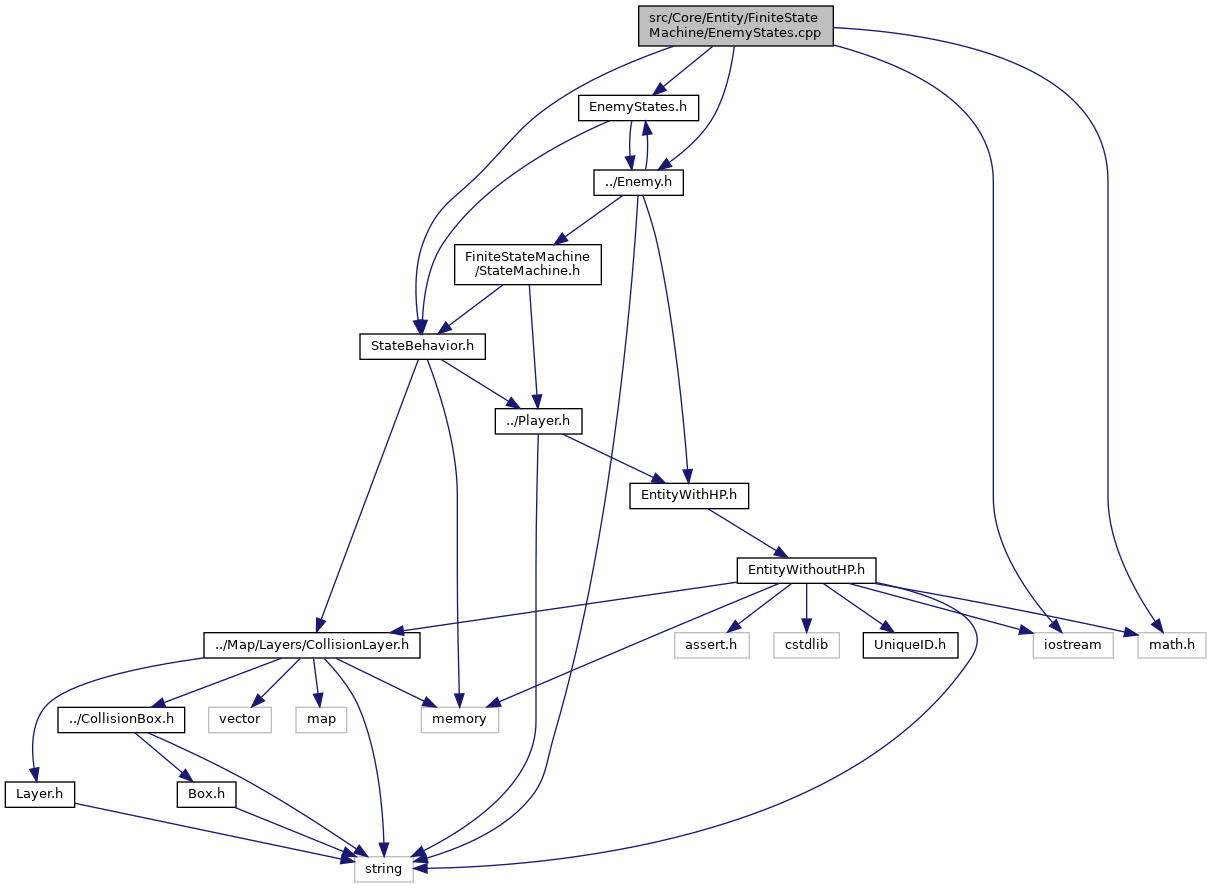 src/Core/Entity/FiniteState
Machine/EnemyStates.cpp
EnemyStates.h
../Enemy.h
FiniteStateMachine
/StateMachine.h
StateBehavior.h
../Player.h
EntityWithHP.h
EntityWithoutHP.h
../Map/Layers/CollisionLayer.h
assert.h
cstdlib
UniqueID.h
iostream
math.h
../CollisionBox.h
vector
map
memory
Layer.h
Box.h
string